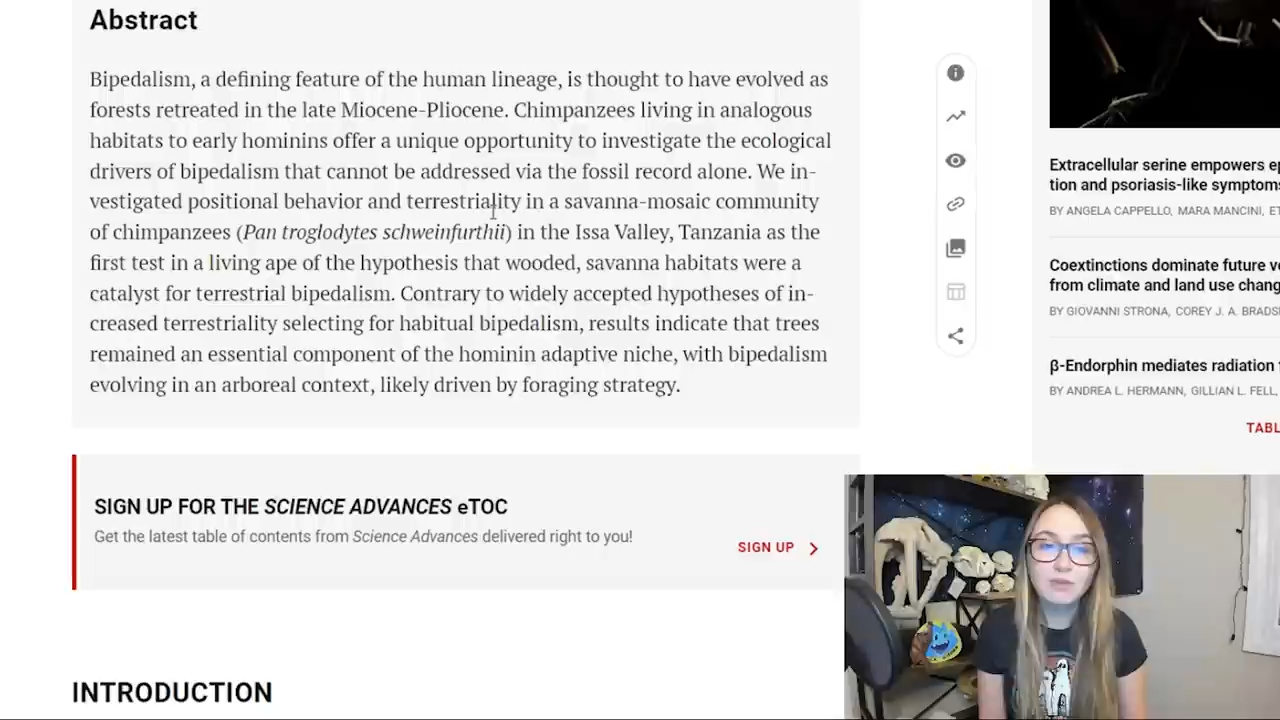 Abstract
Bipedalism, a defining feature of the human lineage, is thought to have evolved as
forests retreated in the late Miocene-Pliocene. Chimpanzees living in analogous
habitats to early hominins offer a unique opportunity to investigate the ecological
drivers of bipedalism that cannot be addressed via the fossil record alone. We in-
vestigated positional behavior and terrestriality in a savanna-mosaic community
of chimpanzees (Pan troglodytes schweinfurthii) in the Issa Valley, Tanzania as the
first test in a living ape of the hypothesis that wooded, savanna habitats were a
catalyst for terrestrial bipedalism. Contrary to widely accepted hypotheses of in-
creased terrestriality selecting for habitual bipedalism, results indicate that trees
remained an essential component of the hominin adaptive niche, with bipedalism
evolving in an arboreal context, likely driven by foraging strategy.
SIGN UP FOR THE SCIENCE ADVANCES eTOC
Get the latest table of contents from Science Advances delivered right to you!
SIGN UP
INTRODUCTION
Extracellular serine empowers ep
tion and psoriasis-like symptoms
BY ANGELA CAPPELLO, MARA MANCINI, ET
Coextinctions dominate future ve
from climate and land use chang
BY GIOVANNI STRONA, COREY J. A. BRADS
β-Endorphin mediates radiation
BY ANDREA L. HERMANN, GILLIAN L. FELL,
TABL